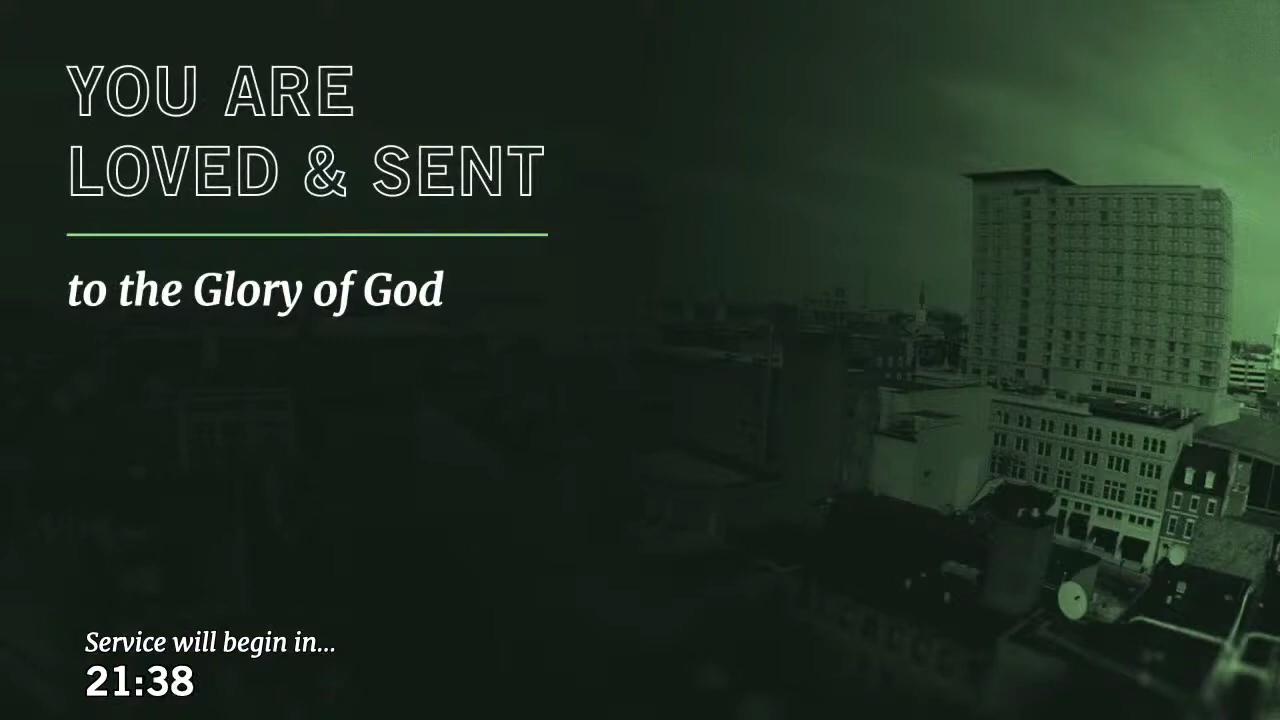 YOU ARE
LOVED & SENT
to the Glory of God
Service will begin in...
21:38